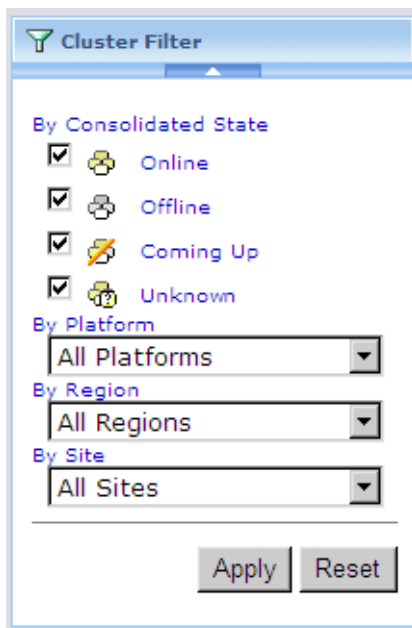 Cluster Filter
By Consolidated State
Online
Offline
Coming Up
Unknown
By Platform
All Platforms
By Region
All Regions
By Site
All Sites
Apply Reset